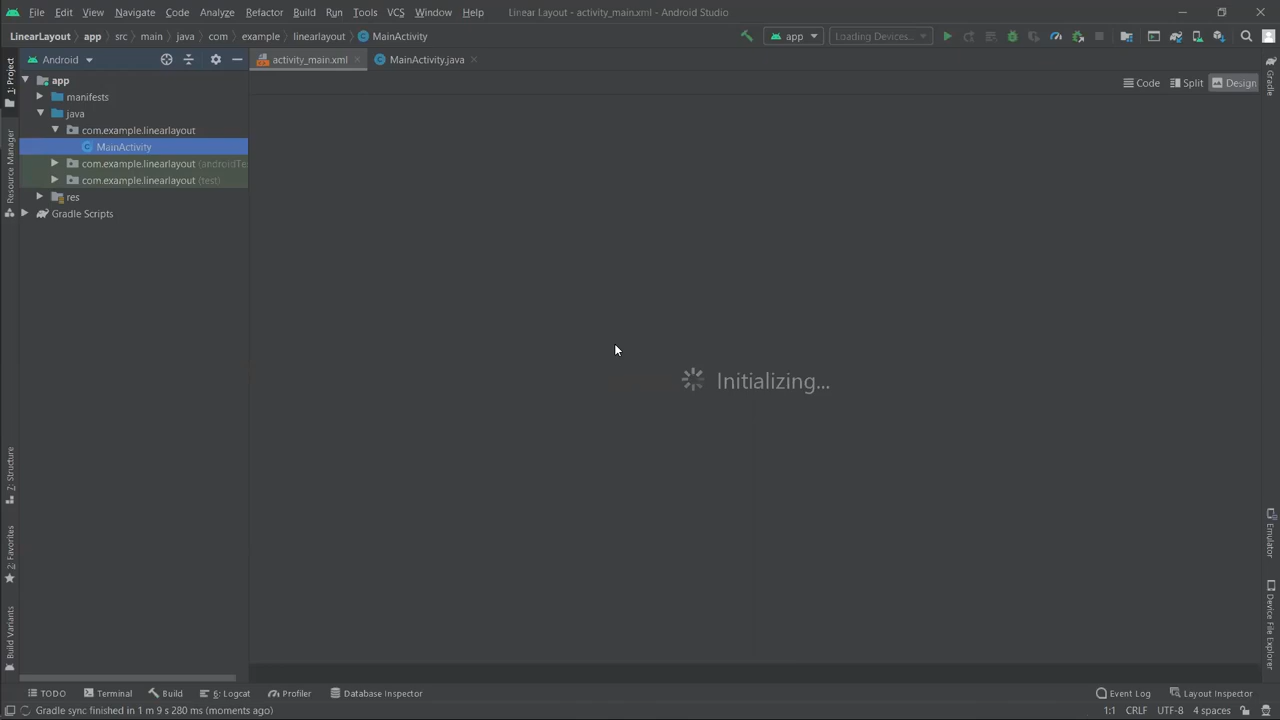 File Edit View Navigate Code Analyze Refactor Build Run Tools VCS Window Help Linear Layout - activity_main.xml - Android Studio
LinearLayout app src main java com example linearlayout MainActivity app Loading Devices...
Android activity_main.xml MainActivity.java
app
Code Split Design
manifests
java
com.example.linearlayout
MainActivity
com.example.linearlayout (androidTe
com.example.linearlayout (test)
res
Gradle Scripts
Initializing...
1: Project
Resource Manager
7: Structure
2: Favorites
Build Variants
Gradle
Emulator
Device File Explorer
TODO Terminal Build 6: Logcat Profiler Database Inspector Event Log Layout Inspector
Gradle sync finished in 1 m 9 s 280 ms (moments ago) 1:1 CRLF UTF-8 4 spaces